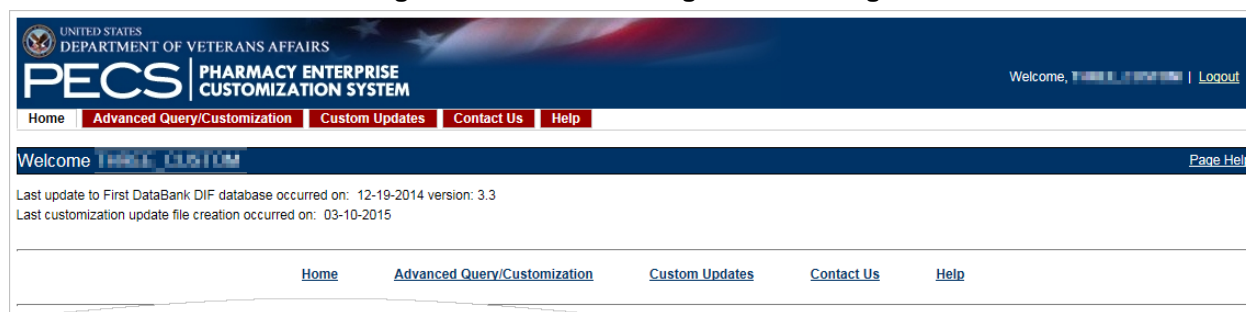 UNITED STATES
DEPARTMENT OF VETERANS AFFAIRS
PECS PHARMACY ENTERPRISE CUSTOMIZATION SYSTEM
Welcome, | Logout
Home Advanced Query/Customization Custom Updates Contact Us Help
Welcome
Page Help
Last update to First DataBank DIF database occurred on: 12-19-2014 version: 3.3
Last customization update file creation occurred on: 03-10-2015
Home Advanced Query/Customization Custom Updates Contact Us Help